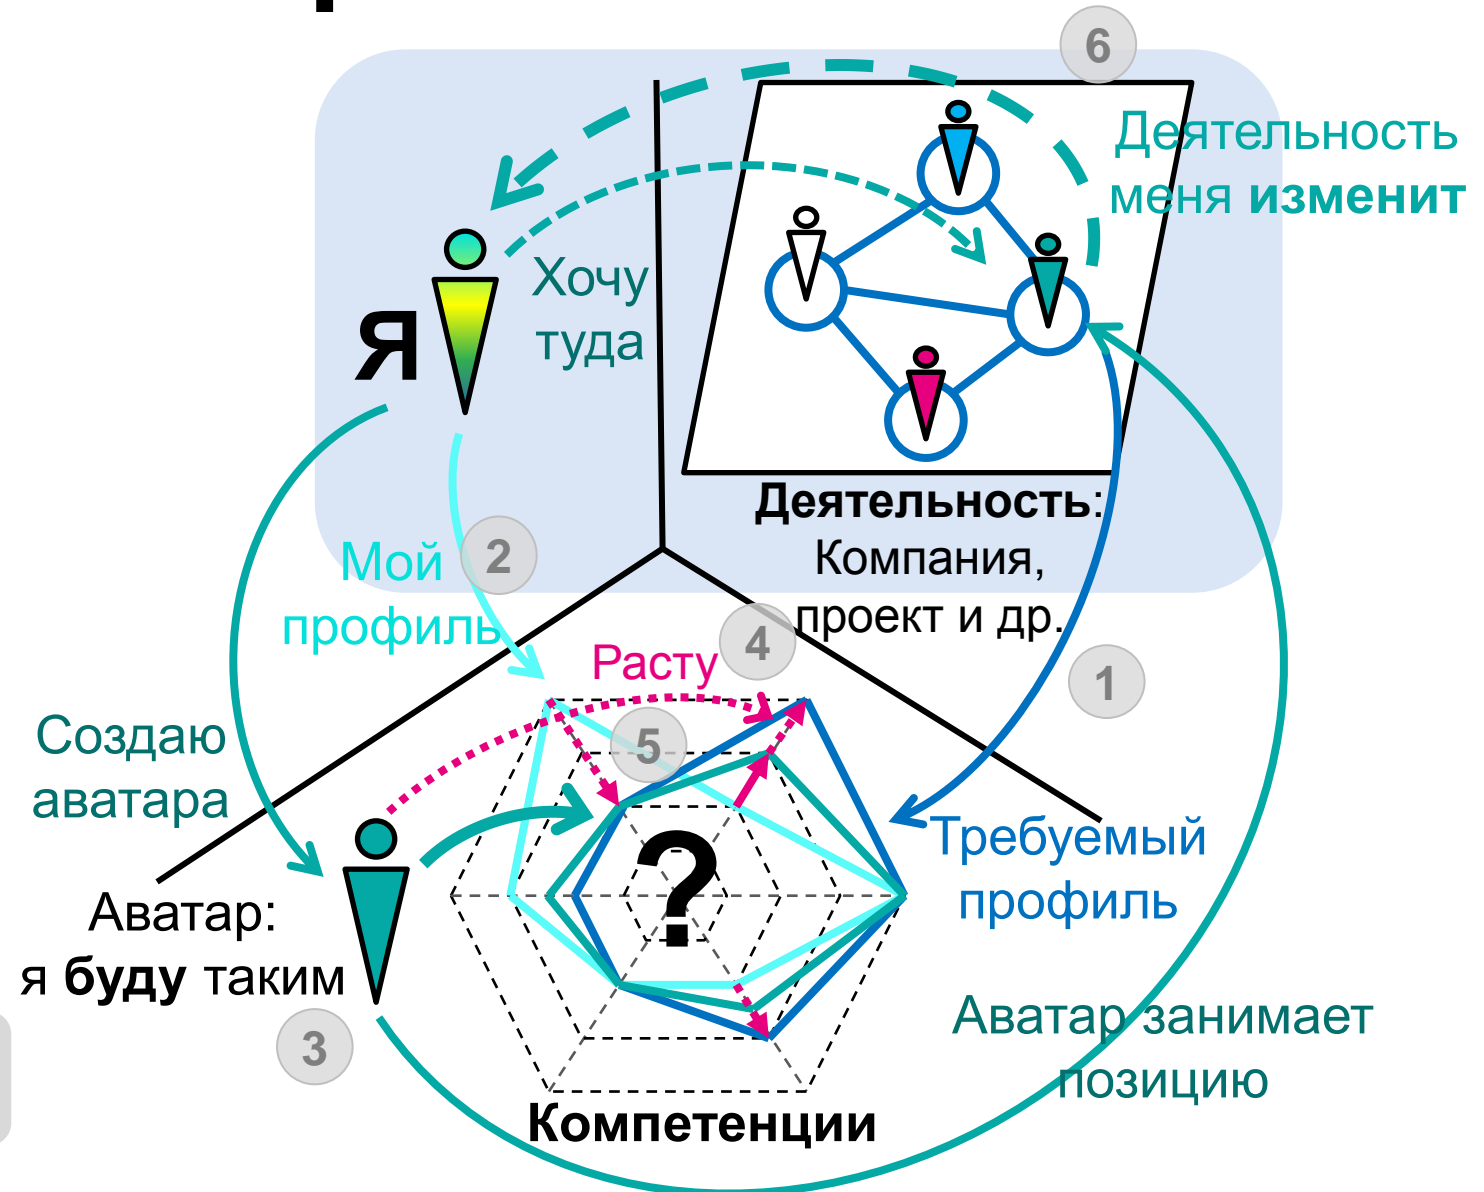 6
Деятельность
меня изменит
Хочу
туда
Я
Деятельность:
Компания,
проект и др.
2
Мой
профиль
4
Расту
1
5
Создаю
аватара
?
Требуемый
профиль
Аватар:
я буду таким
3
Аватар занимает
позицию
Компетенции